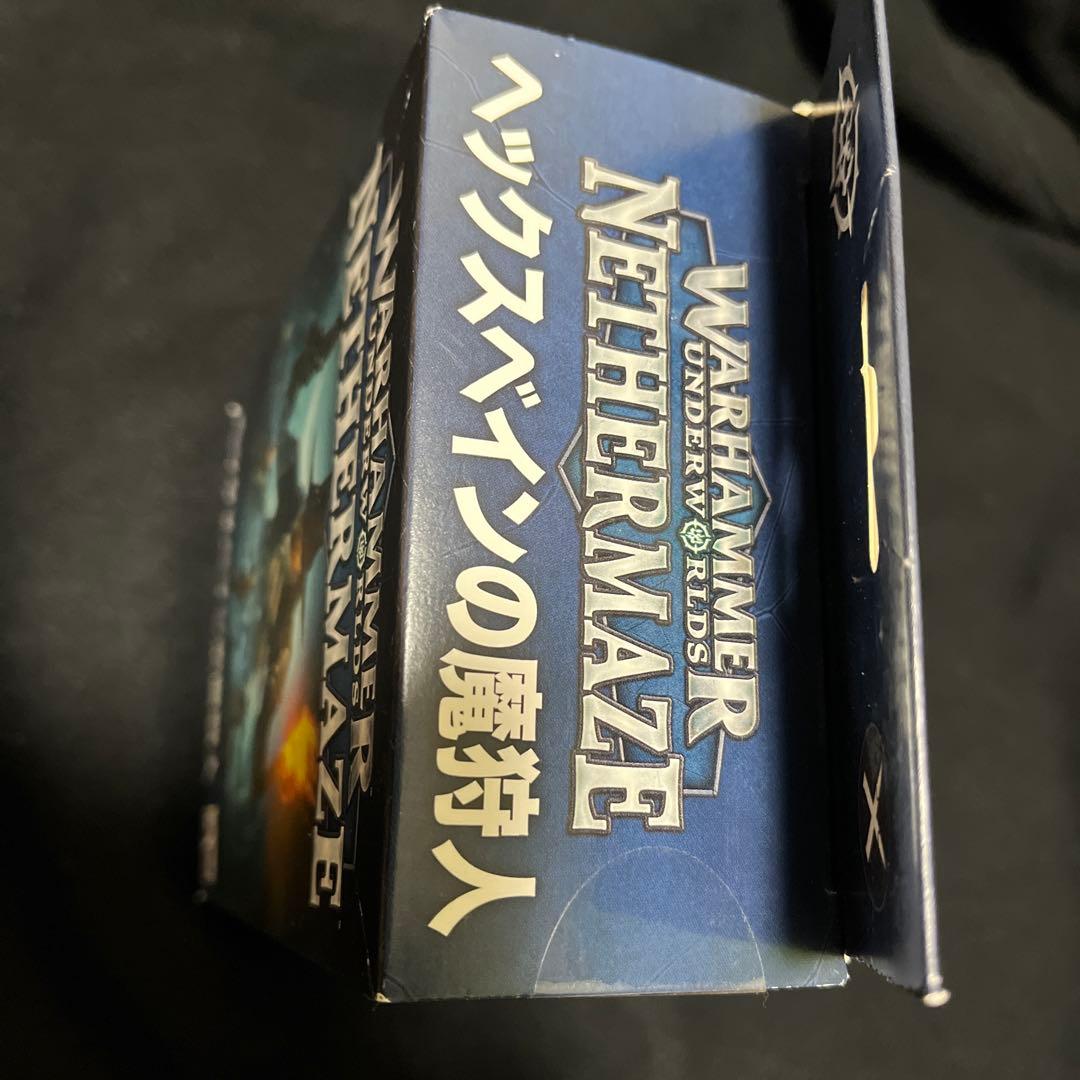 WARHAMMER
UNDERWORLDS
NETHERMAZE
ヘックスベインの魔狩人
WARHAMMER
UNDERWORLDS
NETHERMAZE